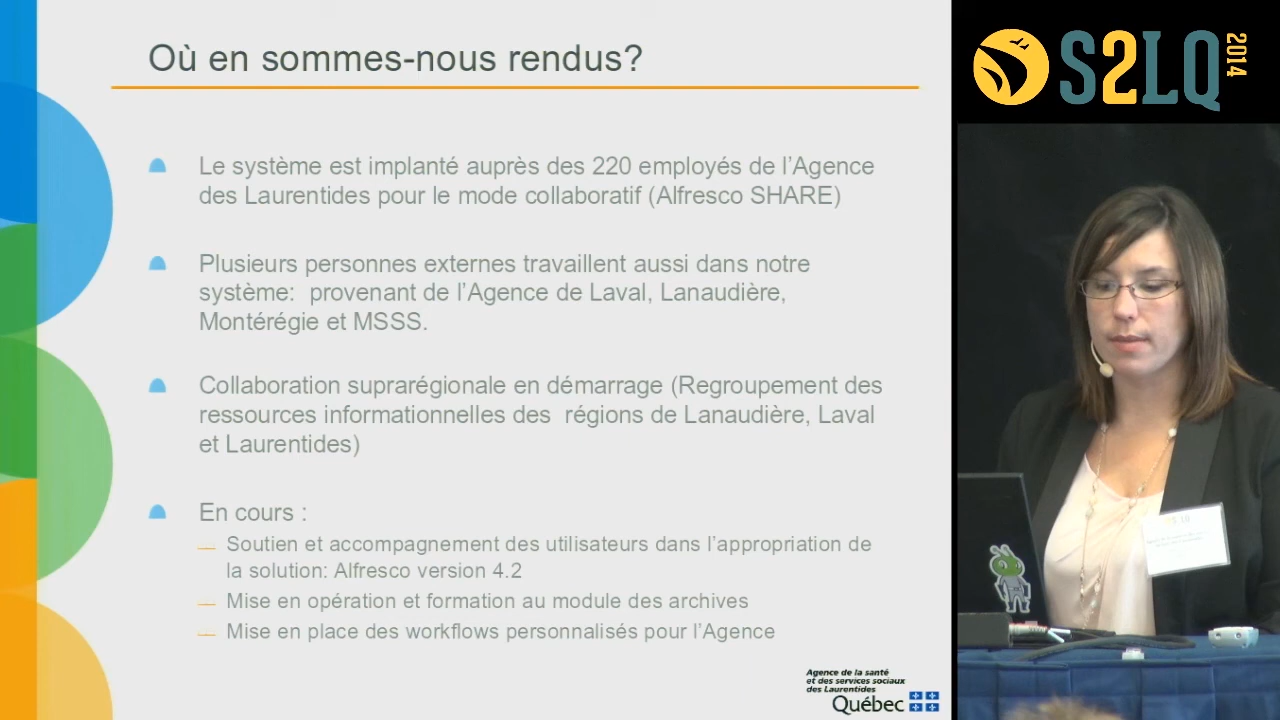 Où en sommes-nous rendus?
Le système est implanté auprès des 220 employés de l'Agence
des Laurentides pour le mode collaboratif (Alfresco SHARE)
Plusieurs personnes externes travaillent aussi dans notre
système:  provenant de l'Agence de Laval, Lanaudière,
Montérégie et MSSS.
Collaboration suprarégionale en démarrage (Regroupement des
ressources informationnelles des  régions de Lanaudière, Laval
et Laurentides)
En cours :
— Soutien et accompagnement des utilisateurs dans l'appropriation de
la solution: Alfresco version 4.2
— Mise en opération et formation au module des archives
— Mise en place des workflows personnalisés pour l'Agence
Agence de la santé
et des services sociaux
des Laurentides
Québec
S2LQ
2014